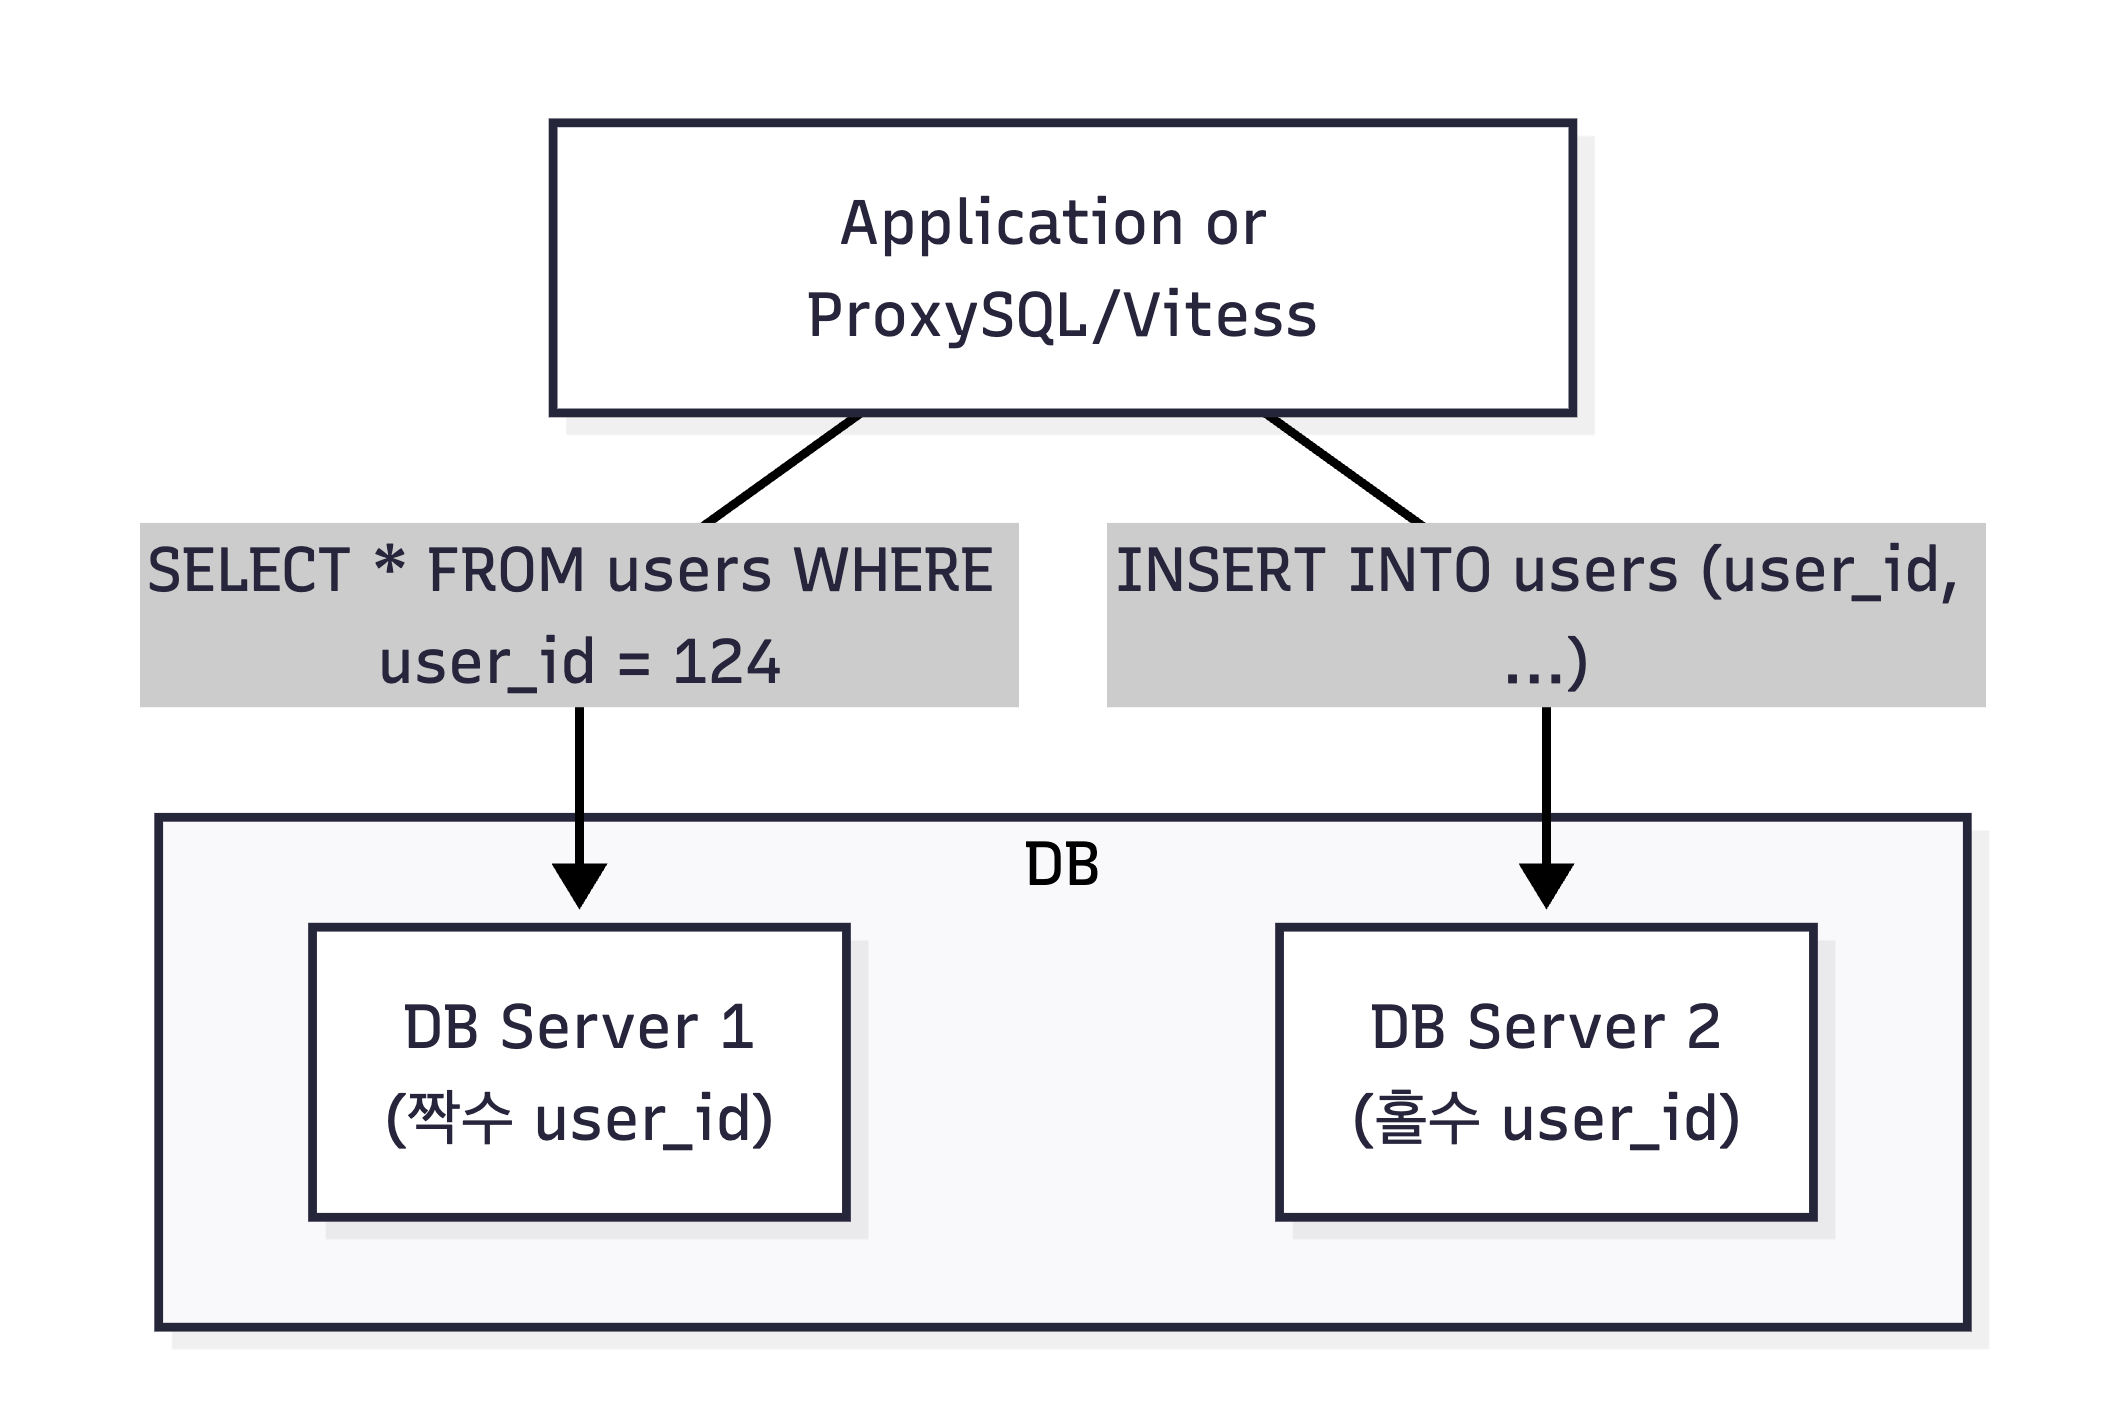 Application or
ProxySQL/Vitess
SELECT * FROM users WHERE
user_id = 124
INSERT INTO users (user_id,
...)
DB
DB Server 1
(짝수 user_id)
DB Server 2
(홀수 user_id)